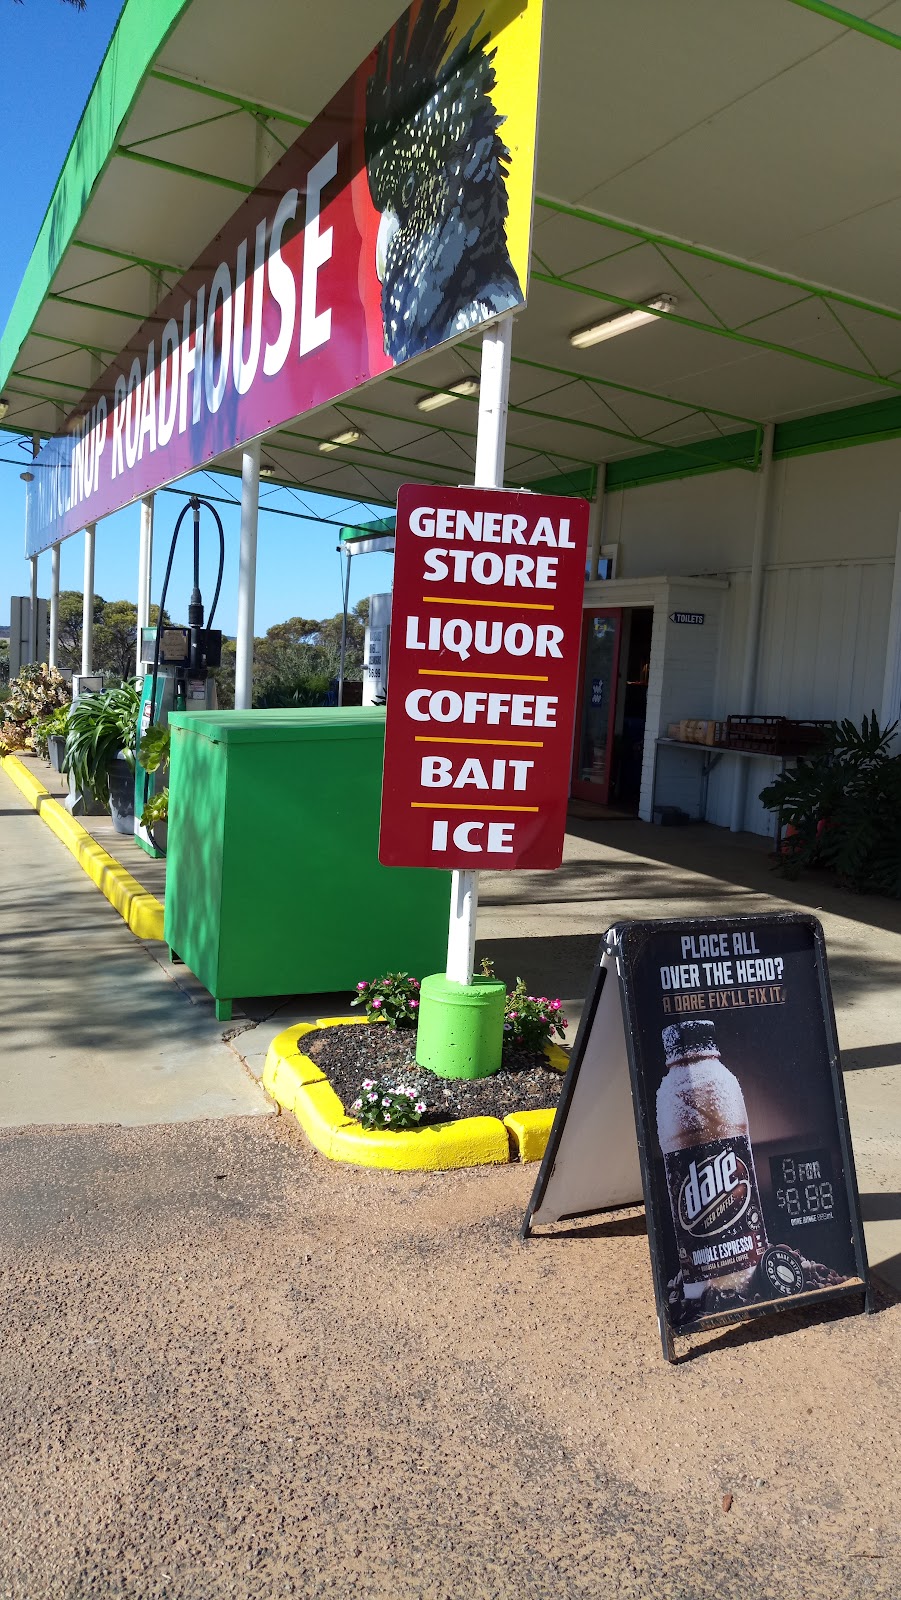 ROADHOUSE
GENERAL
STORE
LIQUOR
COFFEE
BAIT
ICE
TOILETS
PLACE ALL
OVER THE HEAD?
A DARE FIX'LL FIX IT.
dare
ICED COFFEE
DOUBLE ESPRESSO
8 FOR
$8.88